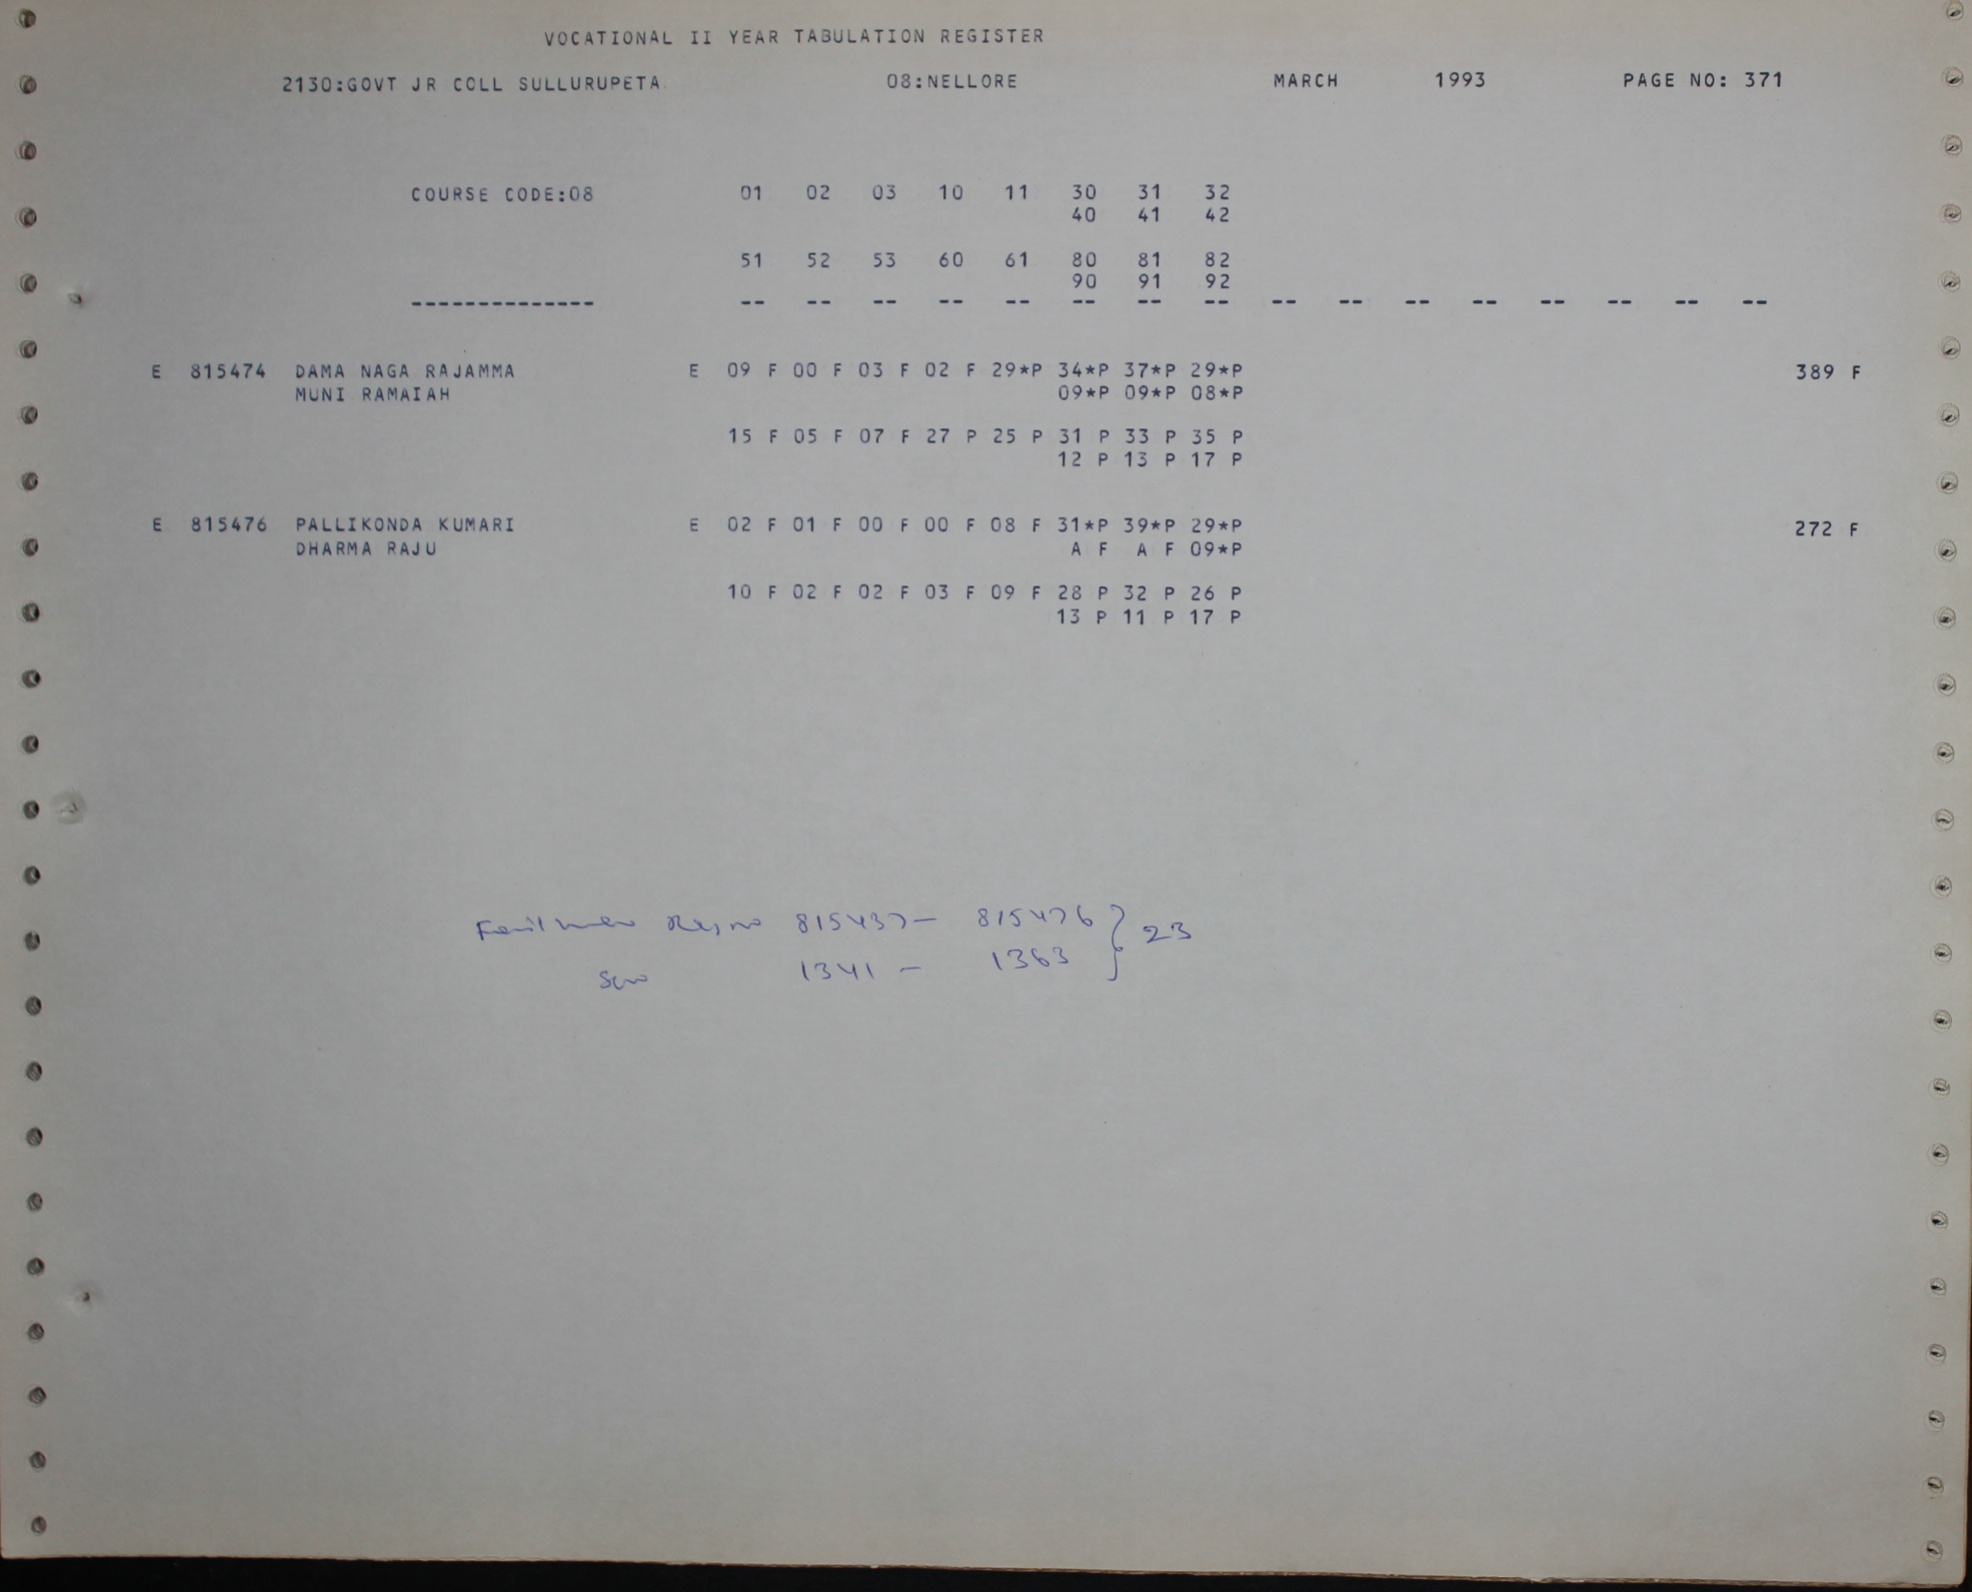 VOCATIONAL II YEAR TABULATION REGISTER
2130:GOVT JR COLL SULLURUPETA 08:NELLORE MARCH 1993 PAGE NO: 371
COURSE CODE:08 01 02 03 10 11 30 31 32
40 41 42
51 52 53 60 61 80 81 82
90 91 92
-------------- -- -- -- -- -- -- -- -- -- -- -- -- -- -- -- --
E 815474 DAMA NAGA RAJAMMA E 09 F 00 F 03 F 02 F 29*P 34*P 37*P 29*P 389 F
MUNI RAMAIAH 09*P 09*P 08*P
15 F 05 F 07 F 27 P 25 P 31 P 33 P 35 P
12 P 13 P 17 P
E 815476 PALLIKONDA KUMARI E 02 F 01 F 00 F 00 F 08 F 31*P 39*P 29*P 272 F
DHARMA RAJU A F A F 09*P
10 F 02 F 02 F 03 F 09 F 28 P 32 P 26 P
13 P 11 P 17 P
815437- 815476 } 23
1341 - 1363